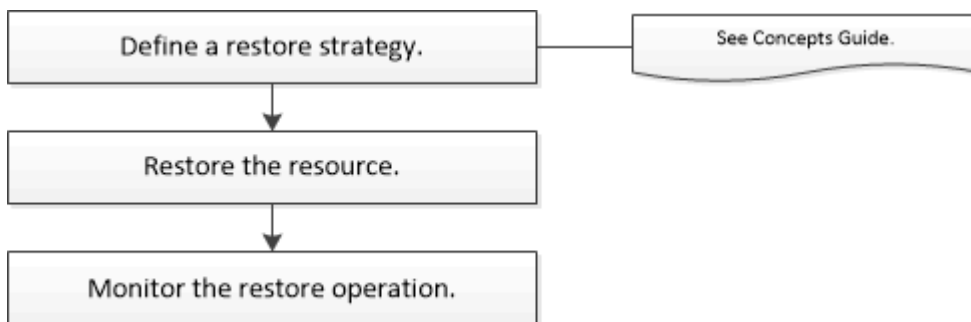 Define a restore strategy.
See Concepts Guide.
Restore the resource.
Monitor the restore operation.